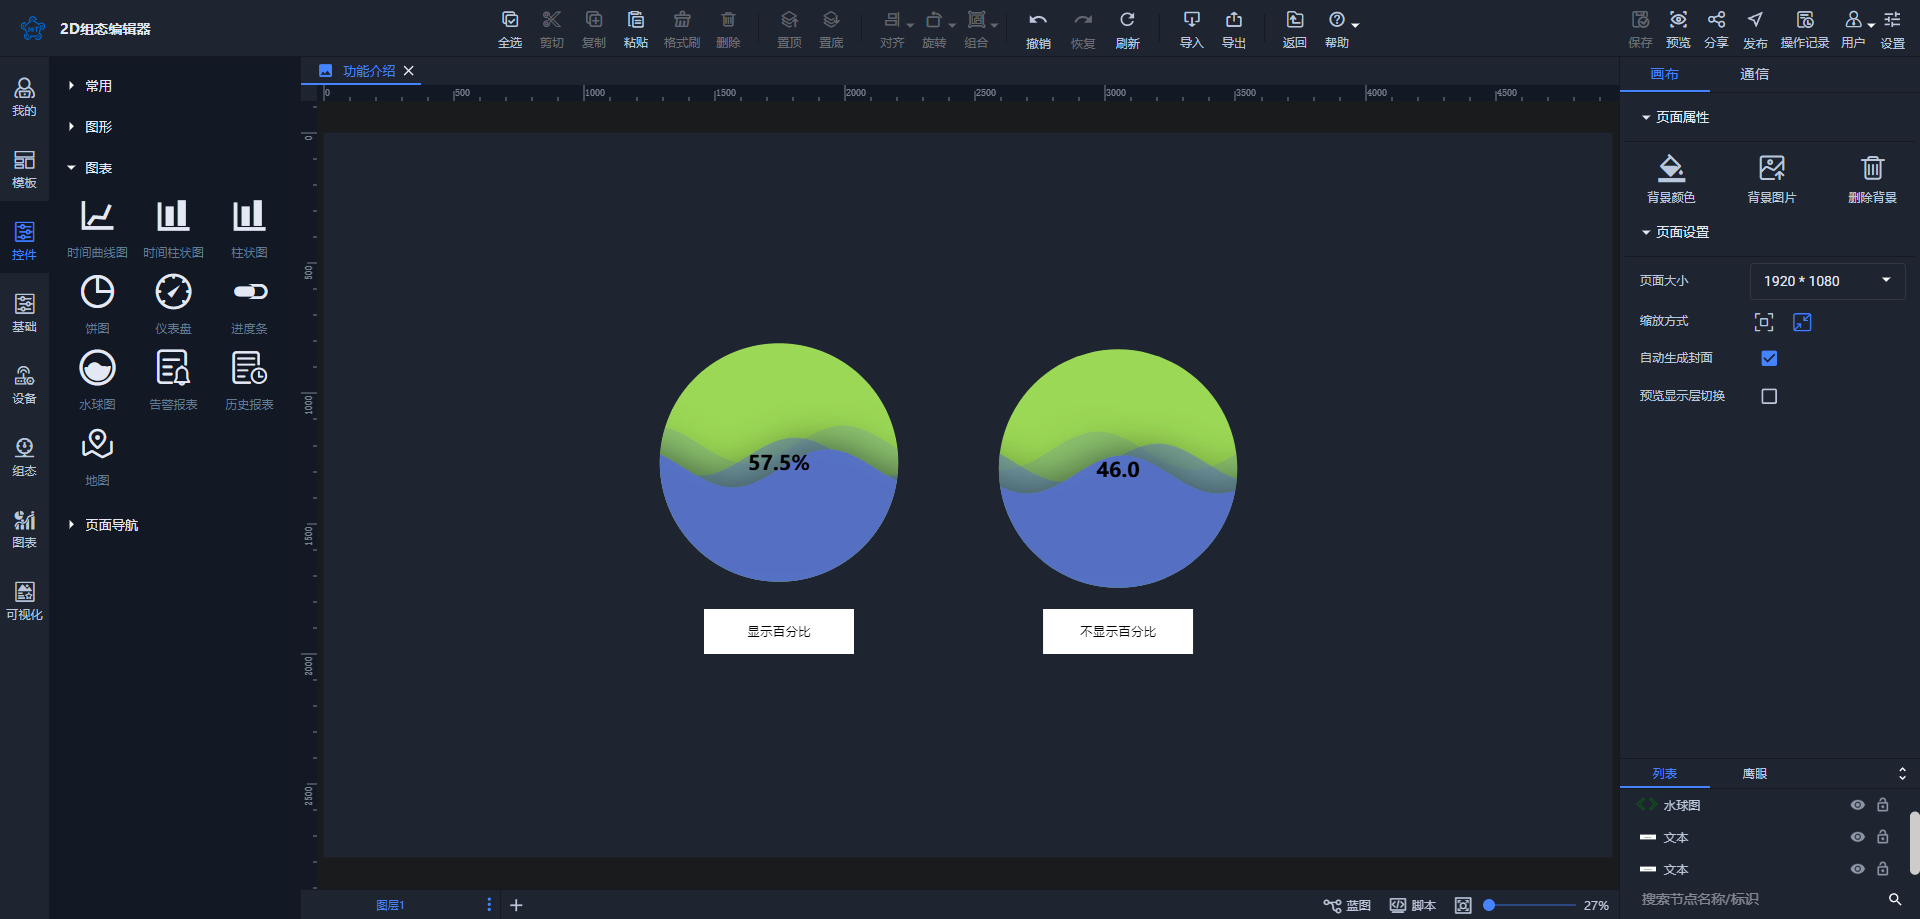 2D组态编辑器
全选 剪切 复制 粘贴 格式刷 删除 置顶 置底 对齐 旋转 组合 撤销 恢复 刷新 导入 导出 返回 帮助 保存 预览 分享 发布 操作记录 用户 设置
我的
模板
控件
基础
设备
组态
图表
可视化
常用
图形
图表
时间曲线图 时间柱状图 柱状图
饼图 仪表盘 进度条
水球图 告警报表 历史报表
地图
页面导航
功能介绍
0 500 1000 1500 2000 2500 3000 3500 4000 4500
0
500
1000
1500
2000
2500
57.5%
46.0
显示百分比
不显示百分比
图层1
蓝图 脚本 27%
画布 通信
页面属性
背景颜色 背景图片 删除背景
页面设置
页面大小 1920 * 1080
缩放方式
自动生成封面
预览显示层切换
列表 鹰眼
水球图
文本
文本
搜索节点名称/标识